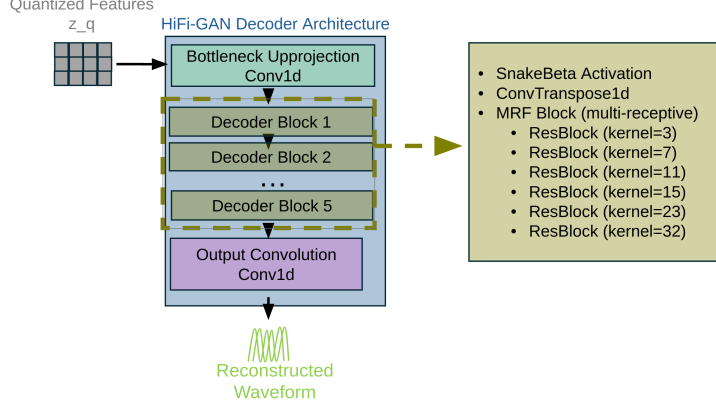 Quantized Features
z_q
HiFi-GAN Decoder Architecture
Bottleneck Upprojection
Conv1d
Decoder Block 1
Decoder Block 2
...
Decoder Block 5
Output Convolution
Conv1d
Reconstructed
Waveform
• SnakeBeta Activation
• ConvTranspose1d
• MRF Block (multi-receptive)
• ResBlock (kernel=3)
• ResBlock (kernel=7)
• ResBlock (kernel=11)
• ResBlock (kernel=15)
• ResBlock (kernel=23)
• ResBlock (kernel=32)